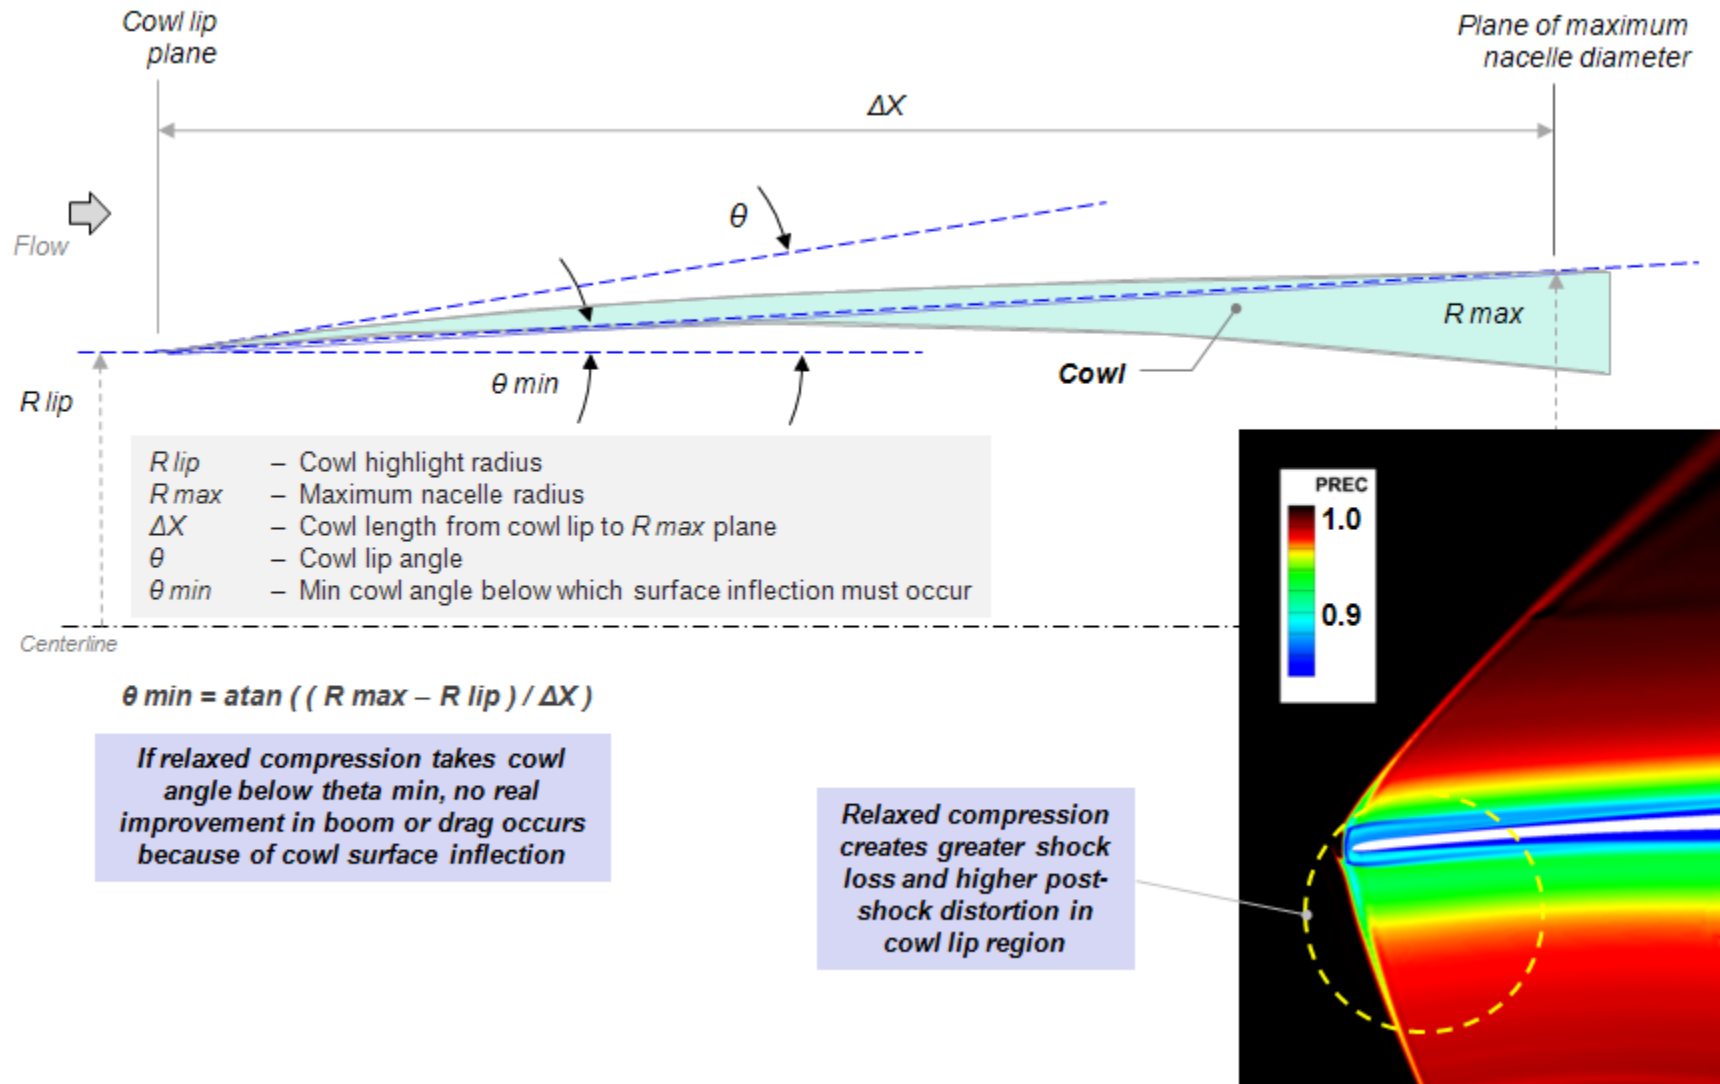 Cowl lip
plane
Plane of maximum
nacelle diameter
ΔX
θ
Flow
R max
θ min
Cowl
R lip
R lip – Cowl highlight radius
R max – Maximum nacelle radius
ΔX – Cowl length from cowl lip to R max plane
θ – Cowl lip angle
θ min – Min cowl angle below which surface inflection must occur
Centerline
θ min = atan ( ( R max – R lip ) / ΔX )
If relaxed compression takes cowl
angle below theta min, no real
improvement in boom or drag occurs
because of cowl surface inflection
Relaxed compression
creates greater shock
loss and higher post-
shock distortion in
cowl lip region
PREC
1.0
0.9